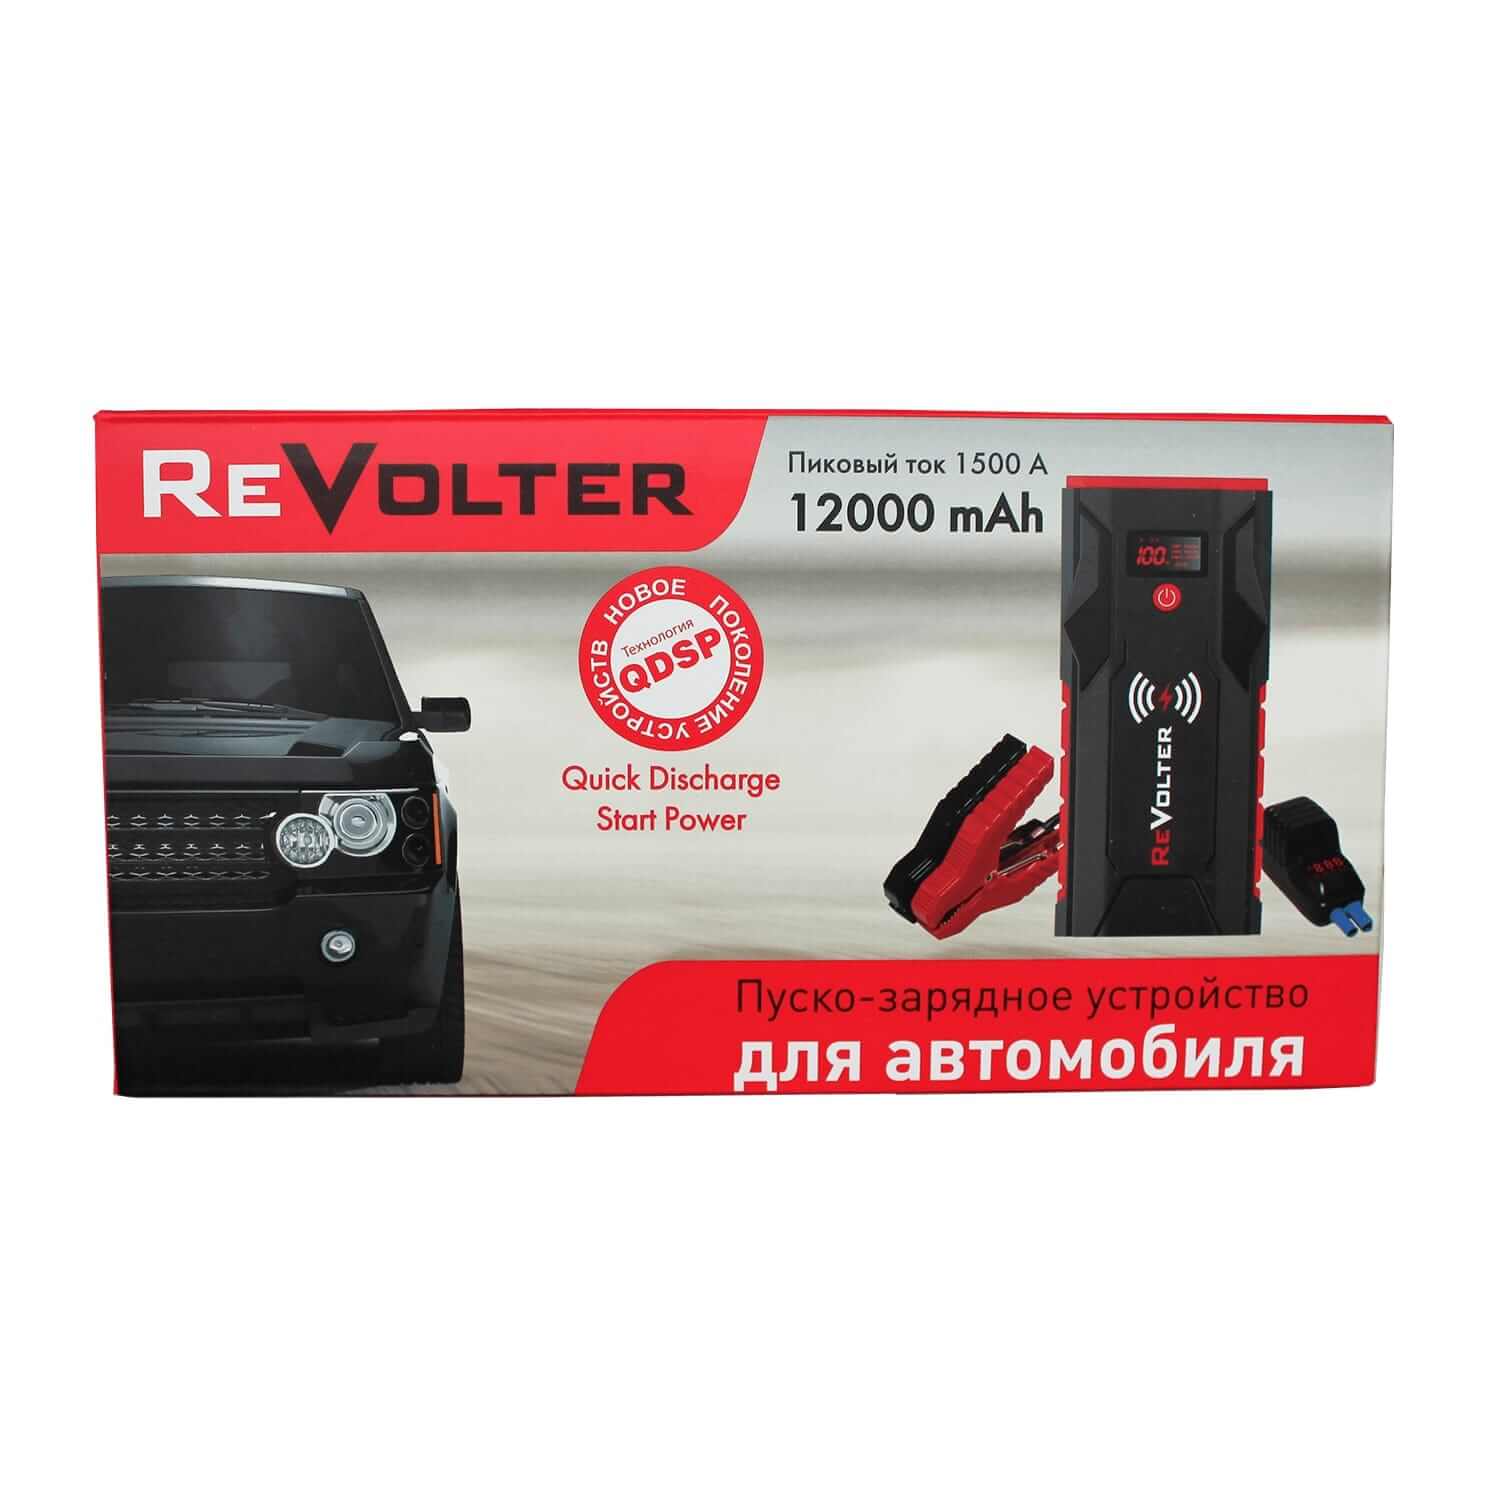 REVOLTER
Пиковый ток 1500 А
12000 mAh
НОВОЕ ПОКОЛЕНИЕ УСТРОЙСТВ
Технология
QDSP
Quick Discharge
Start Power
100
REVOLTER
888
Пуско-зарядное устройство
для автомобиля